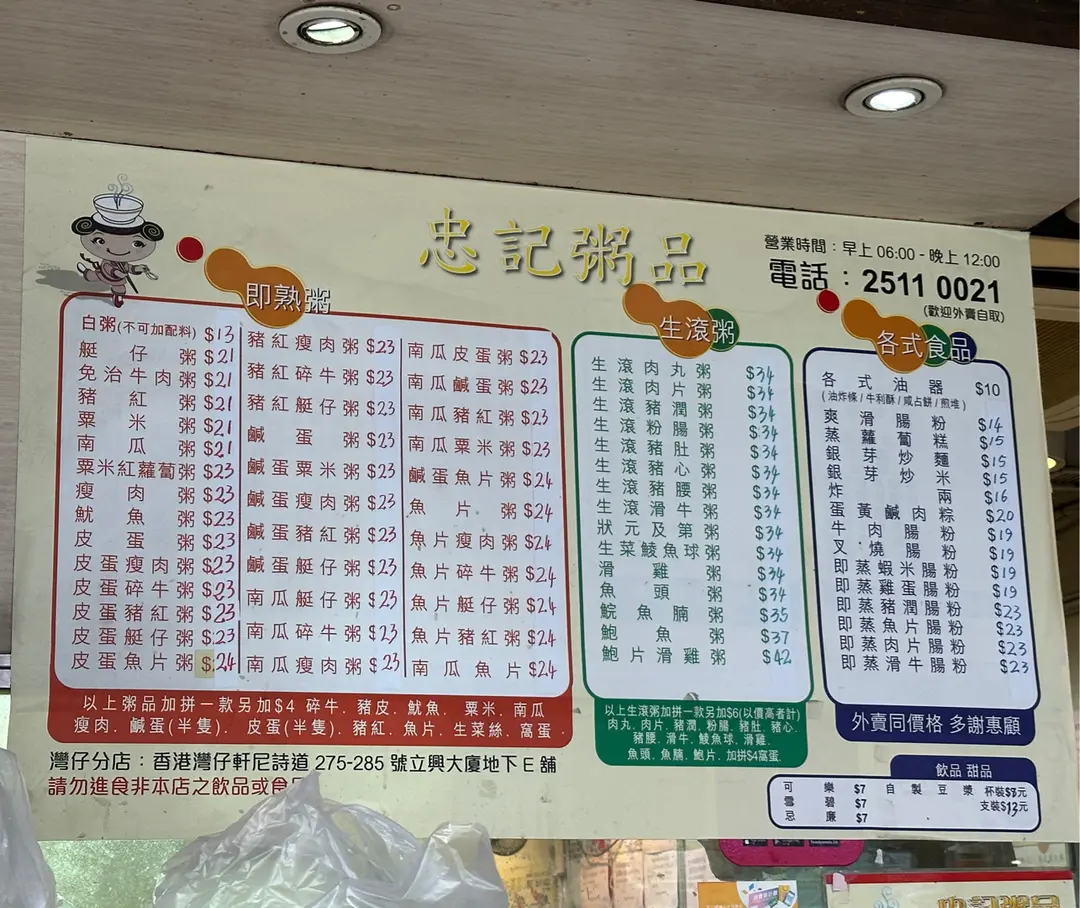 忠記粥品
營業時間：早上 06:00 - 晚上 12:00
電話：2511 0021
(歡迎外賣自取)
即熟粥
白粥(不可加配料) $13
艇仔粥 $21
免治牛肉粥 $21
豬紅粥 $21
粟米粥 $21
南瓜粥 $21
粟米紅蘿蔔粥 $23
瘦肉粥 $23
魷魚粥 $23
皮蛋粥 $23
皮蛋瘦肉粥 $23
皮蛋碎牛粥 $23
皮蛋豬紅粥 $23
皮蛋艇仔粥 $23
皮蛋魚片粥 $24
豬紅瘦肉粥 $23
豬紅碎牛粥 $23
豬紅艇仔粥 $23
鹹蛋粥 $23
鹹蛋粟米粥 $23
鹹蛋瘦肉粥 $23
鹹蛋豬紅粥 $23
鹹蛋艇仔粥 $23
南瓜艇仔粥 $23
南瓜碎牛粥 $23
南瓜瘦肉粥 $23
南瓜皮蛋粥 $23
南瓜鹹蛋粥 $23
南瓜豬紅粥 $23
南瓜粟米粥 $23
鹹蛋魚片粥 $24
魚片粥 $24
魚片瘦肉粥 $24
魚片碎牛粥 $24
魚片艇仔粥 $24
魚片豬紅粥 $24
南瓜魚片 $24
以上粥品加拼一款另加$4 碎牛. 豬皮. 魷魚. 粟米. 南瓜
瘦肉. 鹹蛋(半隻). 皮蛋(半隻). 豬紅. 魚片. 生菜絲. 窩蛋.
生滾粥
生滾肉丸粥 $34
生滾肉片粥 $34
生滾豬潤粥 $34
生滾粉腸粥 $34
生滾豬肚粥 $34
生滾豬心粥 $34
生滾豬腰粥 $34
生滾滑牛粥 $34
狀元及第粥 $34
生菜鯪魚球粥 $34
滑雞粥 $34
魚頭粥 $34
鯇魚腩粥 $35
鮑魚粥 $37
鮑片滑雞粥 $42
以上生滾粥加拼一款另加$6(以價高者計)
肉丸. 肉片. 豬潤. 粉腸. 豬肚. 豬心.
豬腰. 滑牛. 鯪魚球. 滑雞.
魚頭. 魚腩. 鮑片. 加拼$4窩蛋.
各式食品
各式油器 $10
(油炸條 / 牛利酥 / 咸占餅 / 煎堆)
爽滑腸粉 $14
蒸蘿蔔糕 $15
銀芽炒麵 $15
銀芽炒米 $15
炸兩 $16
蛋黃鹹肉粽 $20
牛肉腸粉 $19
叉燒腸粉 $19
即蒸蝦米腸粉 $19
即蒸雞蛋腸粉 $19
即蒸豬潤腸粉 $23
即蒸魚片腸粉 $23
即蒸肉片腸粉 $23
即蒸滑牛腸粉 $23
外賣同價格 多謝惠顧
飲品 甜品
可樂 $7 自製豆漿 杯裝$8元
雪碧 $7 支裝$13元
忌廉 $7
灣仔分店：香港灣仔軒尼詩道 275-285 號立興大廈地下 E 舖
請勿進食非本店之飲品或食
忠記粥品